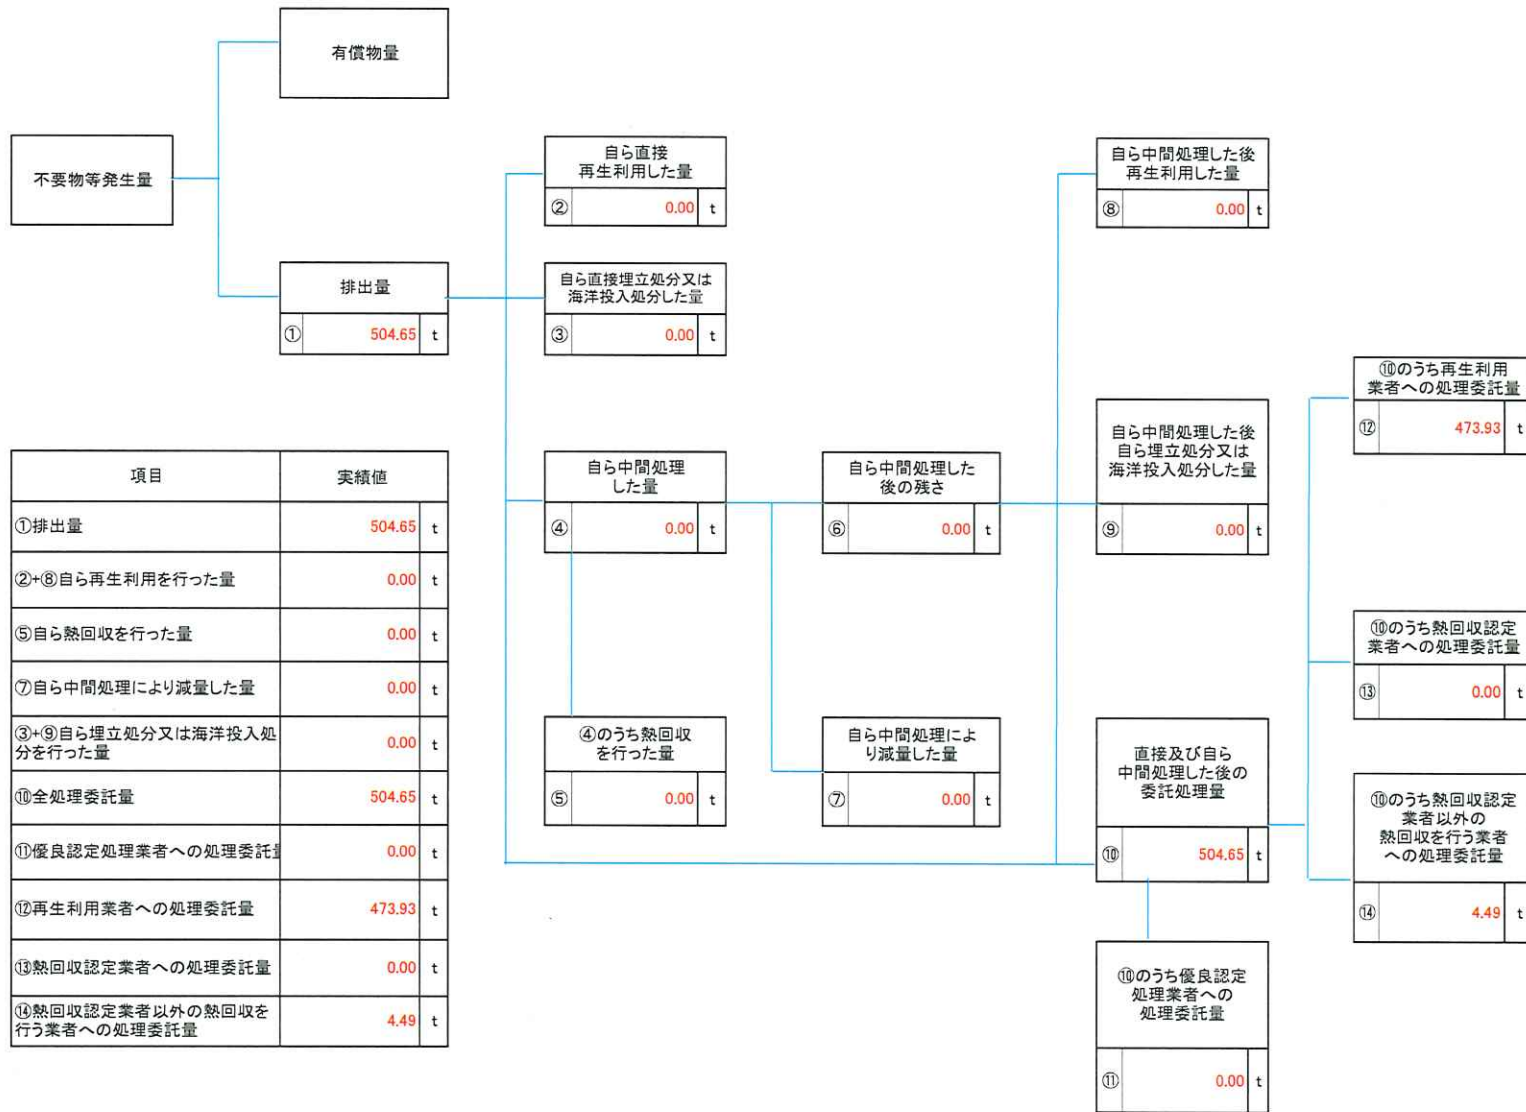 有償物量
不要物等発生量
排出量
① 504.65 t
自ら直接
再生利用した量
② 0.00 t
自ら直接埋立処分又は
海洋投入処分した量
③ 0.00 t
自ら中間処理
した量
④ 0.00 t
④のうち熱回収
を行った量
⑤ 0.00 t
自ら中間処理した
後の残さ
⑥ 0.00 t
自ら中間処理によ
り減量した量
⑦ 0.00 t
自ら中間処理した後
再生利用した量
⑧ 0.00 t
自ら中間処理した後
自ら埋立処分又は
海洋投入処分した量
⑨ 0.00 t
直接及び自ら
中間処理した後の
委託処理量
⑩ 504.65 t
⑩のうち優良認定
処理業者への
処理委託量
⑪ 0.00 t
⑩のうち再生利用
業者への処理委託量
⑫ 473.93 t
⑩のうち熱回収認定
業者への処理委託量
⑬ 0.00 t
⑩のうち熱回収認定
業者以外の
熱回収を行う業者
への処理委託量
⑭ 4.49 t
項目 実績値
①排出量 504.65 t
②+⑧自ら再生利用を行った量 0.00 t
⑤自ら熱回収を行った量 0.00 t
⑦自ら中間処理により減量した量 0.00 t
③+⑨自ら埋立処分又は海洋投入処
分を行った量 0.00 t
⑩全処理委託量 504.65 t
⑪優良認定処理業者への処理委託量 0.00 t
⑫再生利用業者への処理委託量 473.93 t
⑬熱回収認定業者への処理委託量 0.00 t
⑭熱回収認定業者以外の熱回収を
行う業者への処理委託量 4.49 t